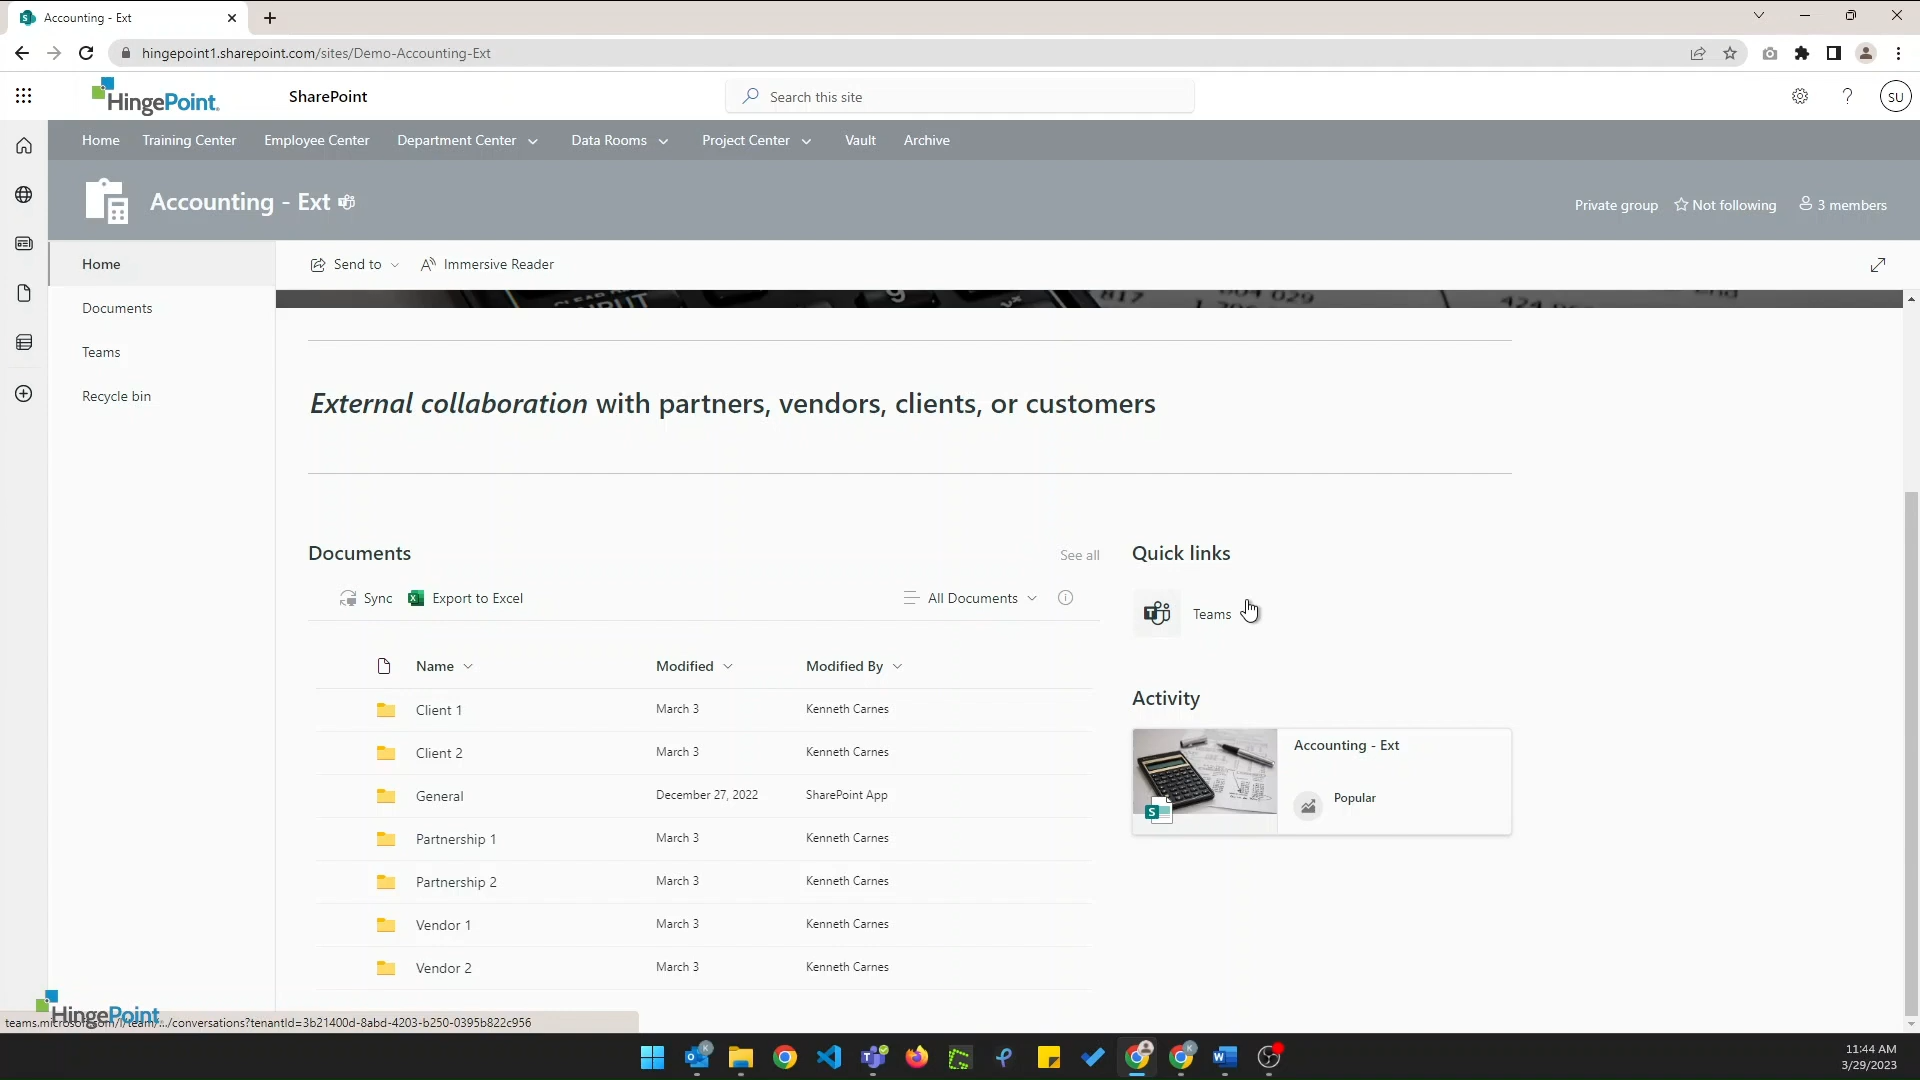 Accounting - Ext
hingepoint1.sharepoint.com/sites/Demo-Accounting-Ext
HingePoint.
SharePoint
Search this site
SU
Home Training Center Employee Center Department Center Data Rooms Project Center Vault Archive
Accounting - Ext
Private group Not following 3 members
Home
Documents
Teams
Recycle bin
Send to Immersive Reader
External collaboration with partners, vendors, clients, or customers
Documents
See all
Sync Export to Excel
All Documents
Name Modified Modified By
Client 1 March 3 Kenneth Carnes
Client 2 March 3 Kenneth Carnes
General December 27, 2022 SharePoint App
Partnership 1 March 3 Kenneth Carnes
Partnership 2 March 3 Kenneth Carnes
Vendor 1 March 3 Kenneth Carnes
Vendor 2 March 3 Kenneth Carnes
Quick links
Teams
Activity
Accounting - Ext
Popular
HingePoint
teams.microsoft.com/l/team/.../conversations?tenantId=3b21400d-8abd-4203-b250-0395b822c956
11:44 AM
3/29/2023